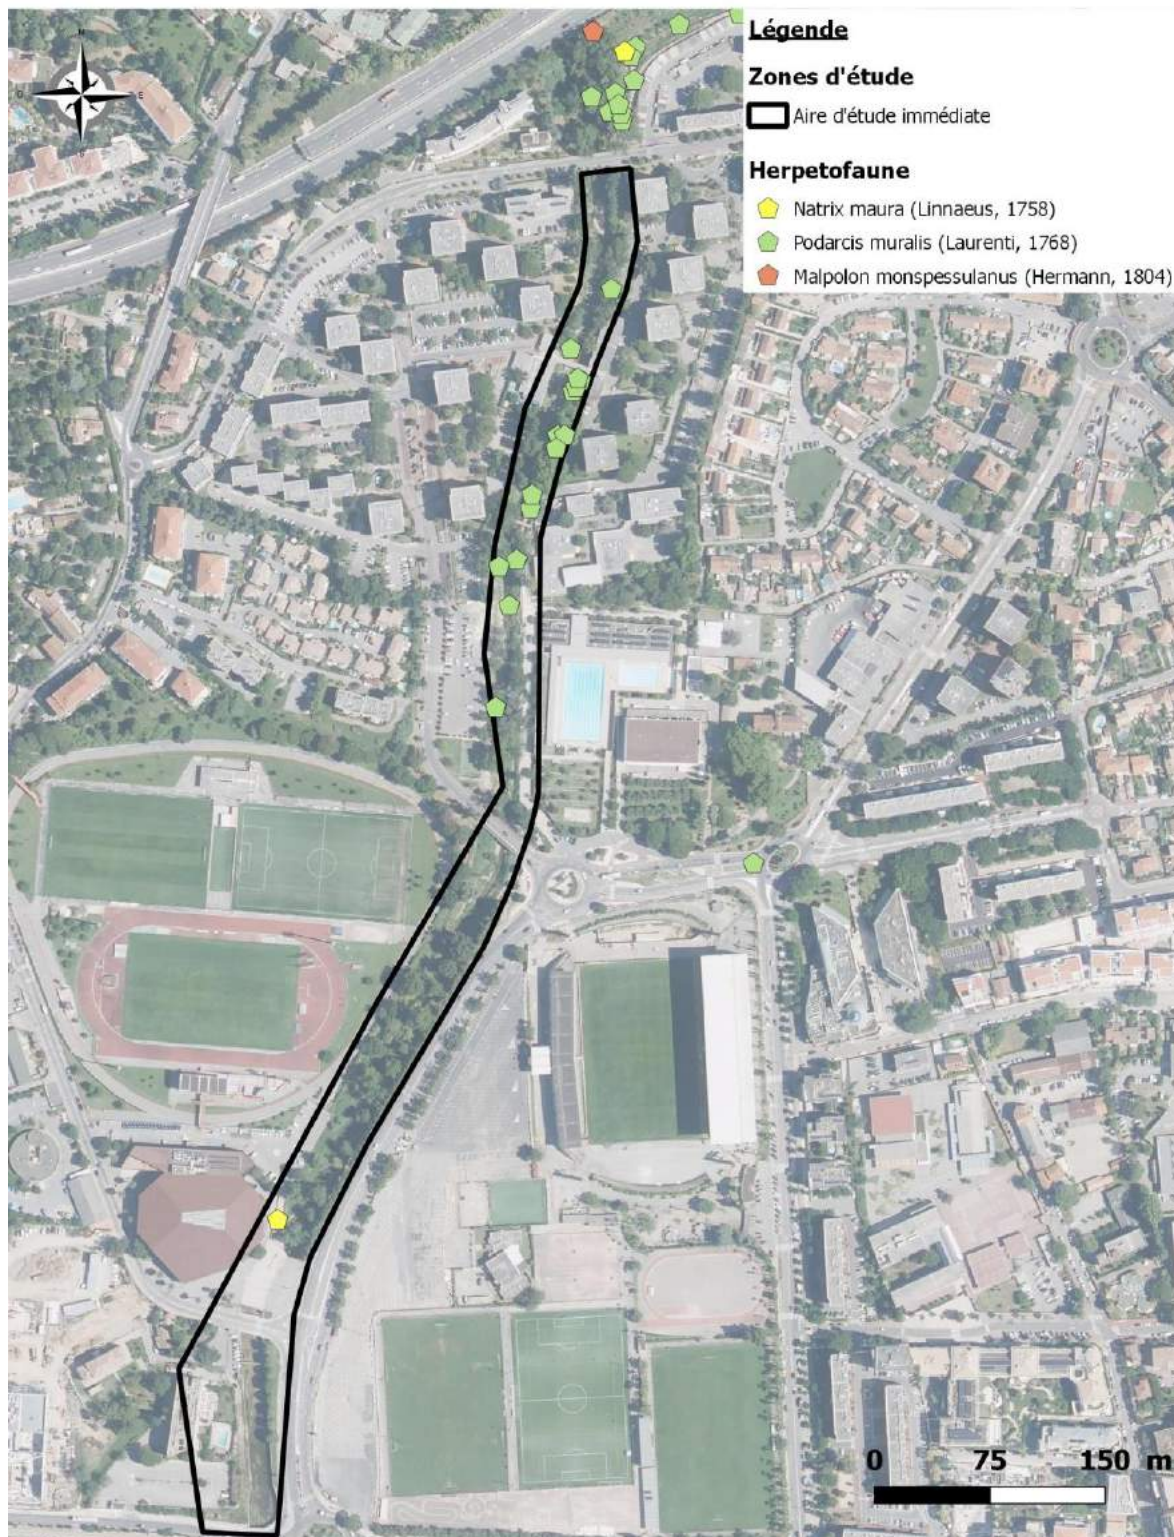 Légende
Zones d'étude
Aire d'étude immédiate
Herpetofaune
Natrix maura (Linnaeus, 1758)
Podarcis muralis (Laurenti, 1768)
Malpolon monspessulanus (Hermann, 1804)
N
E
0 75 150 m